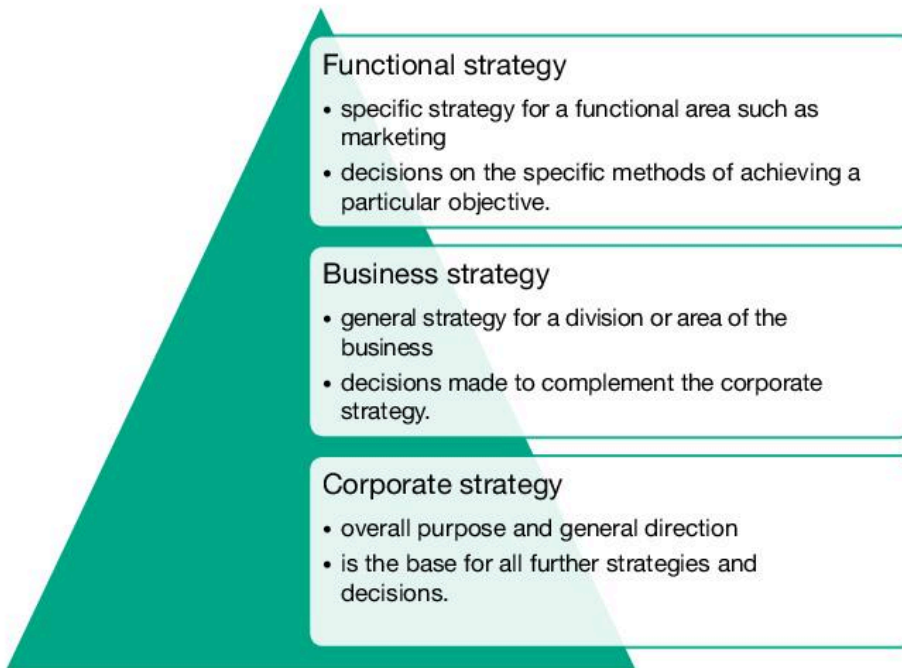 Functional strategy
• specific strategy for a functional area such as
marketing
• decisions on the specific methods of achieving a
particular objective.
Business strategy
• general strategy for a division or area of the
business
• decisions made to complement the corporate
strategy.
Corporate strategy
• overall purpose and general direction
• is the base for all further strategies and
decisions.